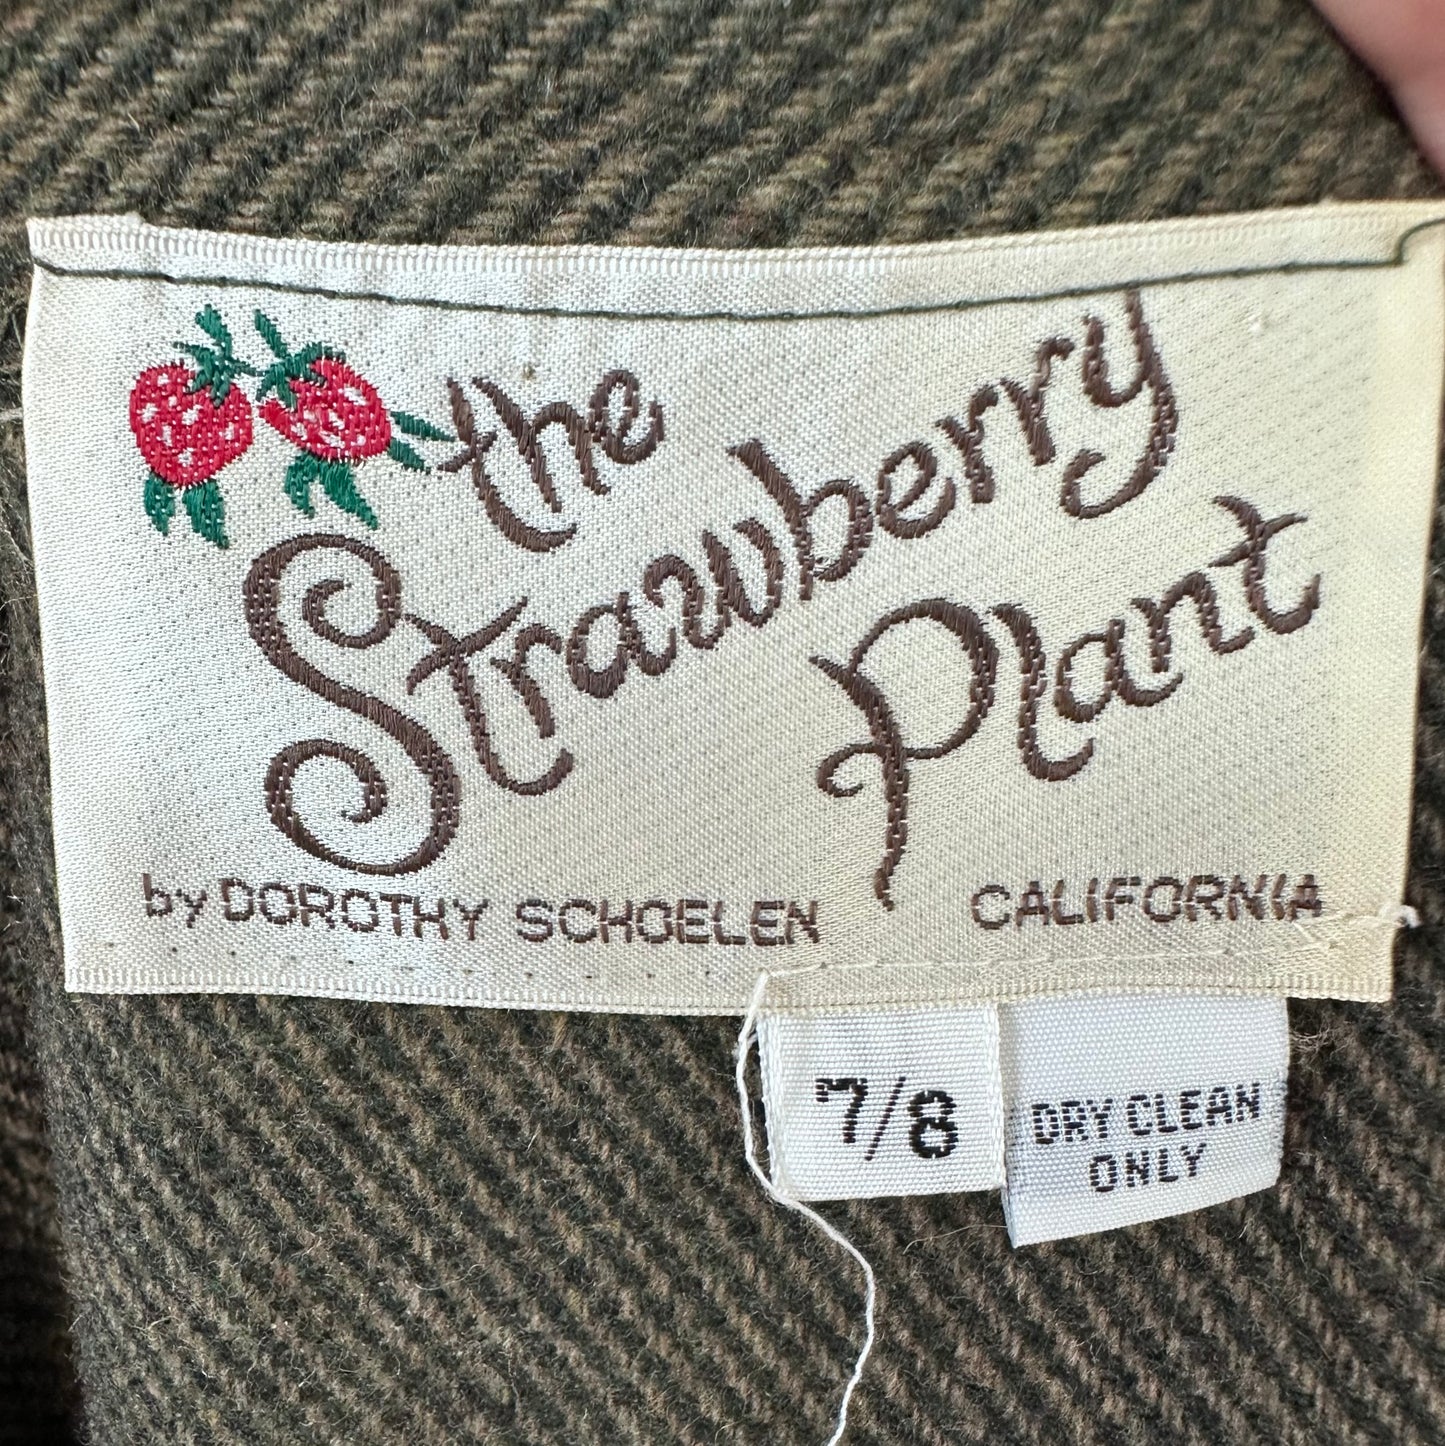 the
Strawberry
Plant
by DOROTHY SCHOELEN CALIFORNIA
7/8
DRY CLEAN
ONLY